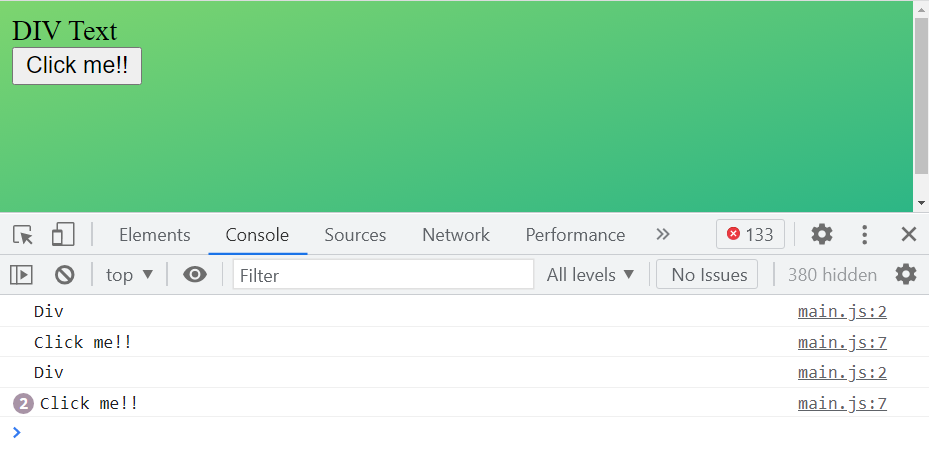 DIV Text
Click me!!
Elements Console Sources Network Performance 133
top Filter All levels No Issues 380 hidden
Div main.js:2
Click me!! main.js:7
Div main.js:2
2 Click me!! main.js:7